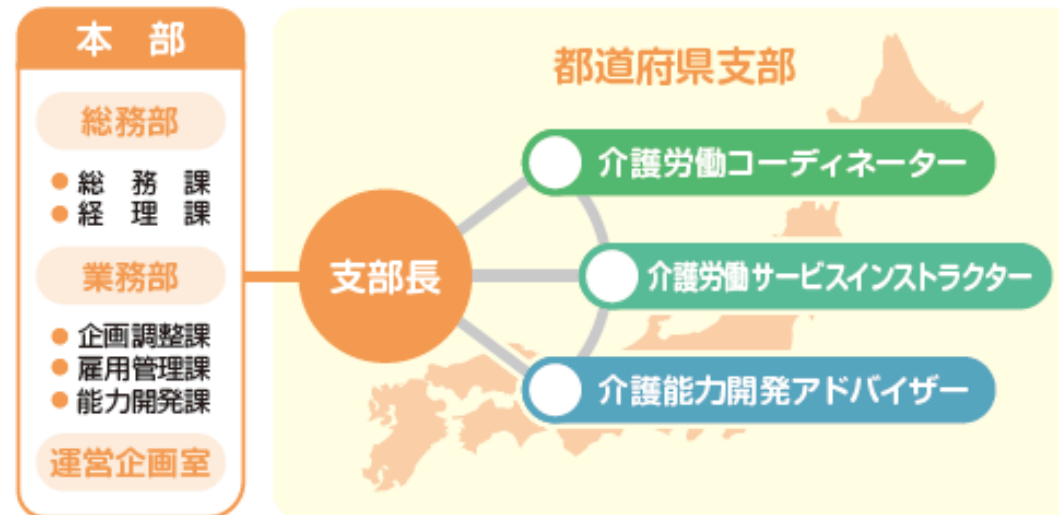 本　部
総務部
● 総　務　課
● 経　理　課
業務部
● 企画調整課
● 雇用管理課
● 能力開発課
運営企画室
都道府県支部
支部長
介護労働コーディネーター
介護労働サービスインストラクター
介護能力開発アドバイザー